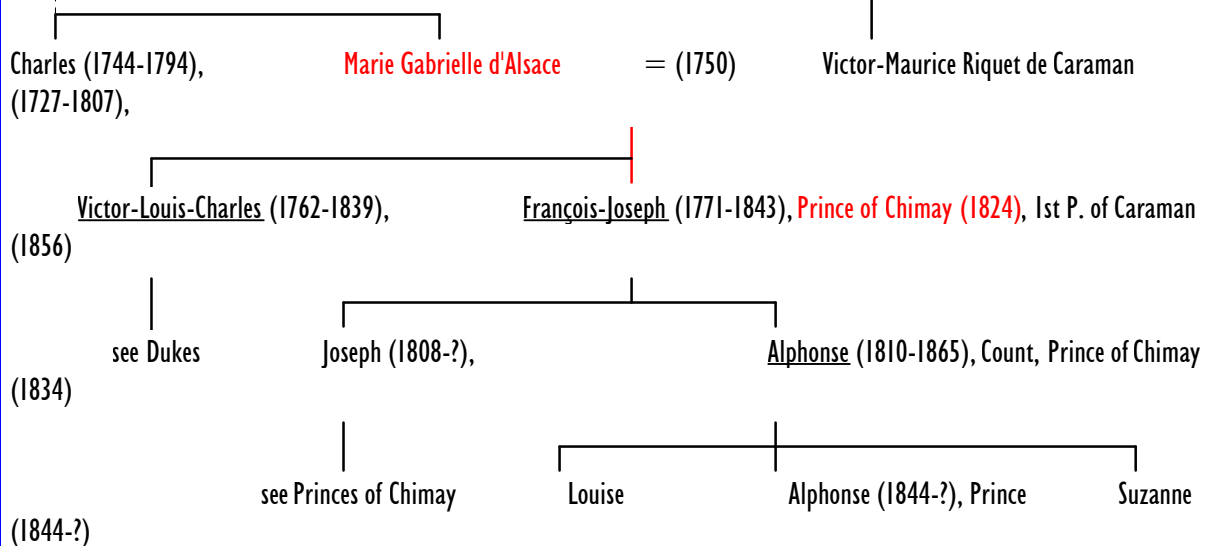 Charles (1744-1794), Marie Gabrielle d'Alsace = (1750) Victor-Maurice Riquet de Caraman
(1727-1807),
Victor-Louis-Charles (1762-1839), François-Joseph (1771-1843), Prince of Chimay (1824), 1st P. of Caraman
(1856)
see Dukes Joseph (1808-?), Alphonse (1810-1865), Count, Prince of Chimay
(1834)
see Princes of Chimay Louise Alphonse (1844-?), Prince Suzanne
(1844-?)